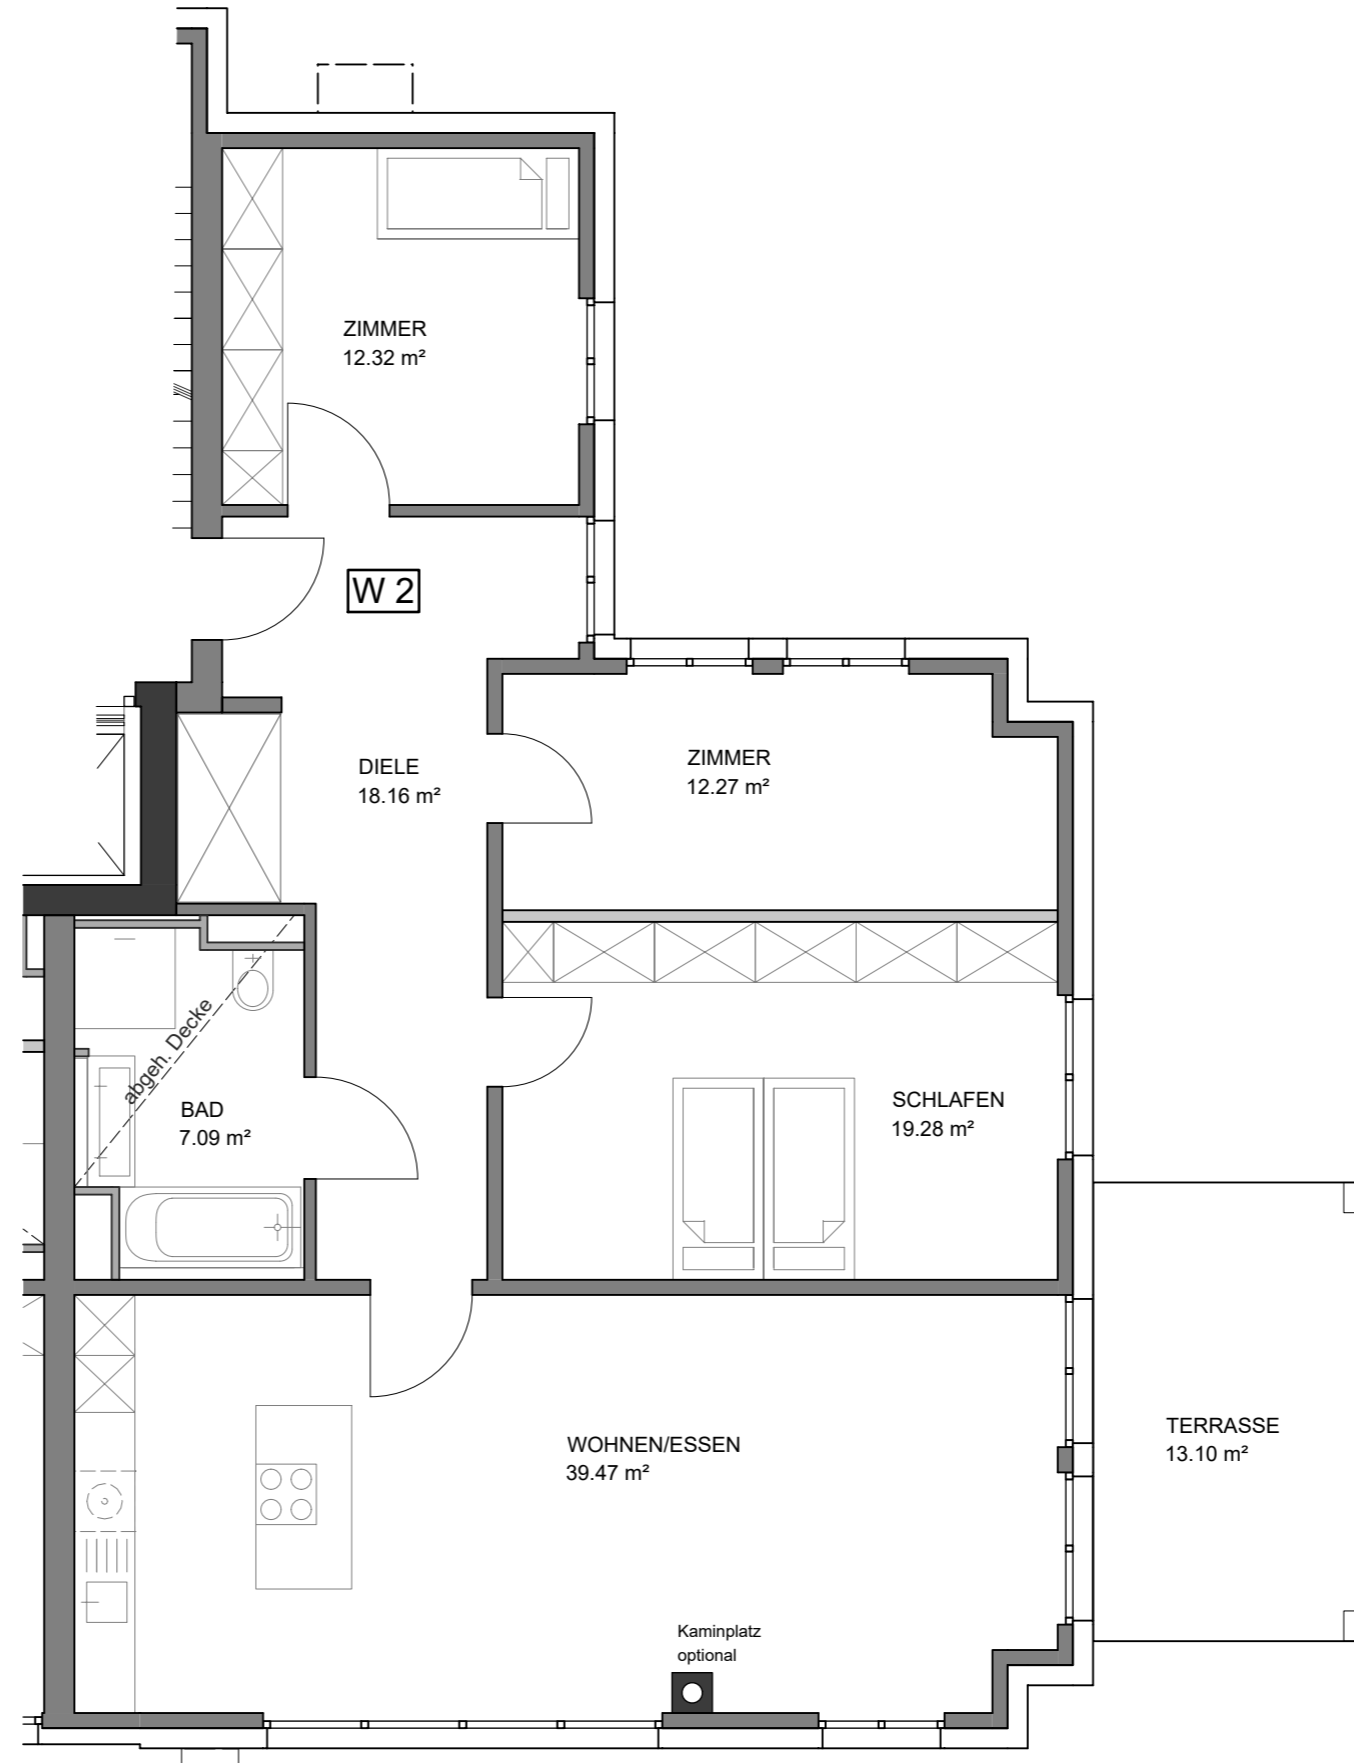 ZIMMER
12.32 m²
W 2
ZIMMER
12.27 m²
DIELE
18.16 m²
abgeh. Decke
BAD
7.09 m²
SCHLAFEN
19.28 m²
WOHNEN/ESSEN
39.47 m²
TERRASSE
13.10 m²
Kaminplatz
optional